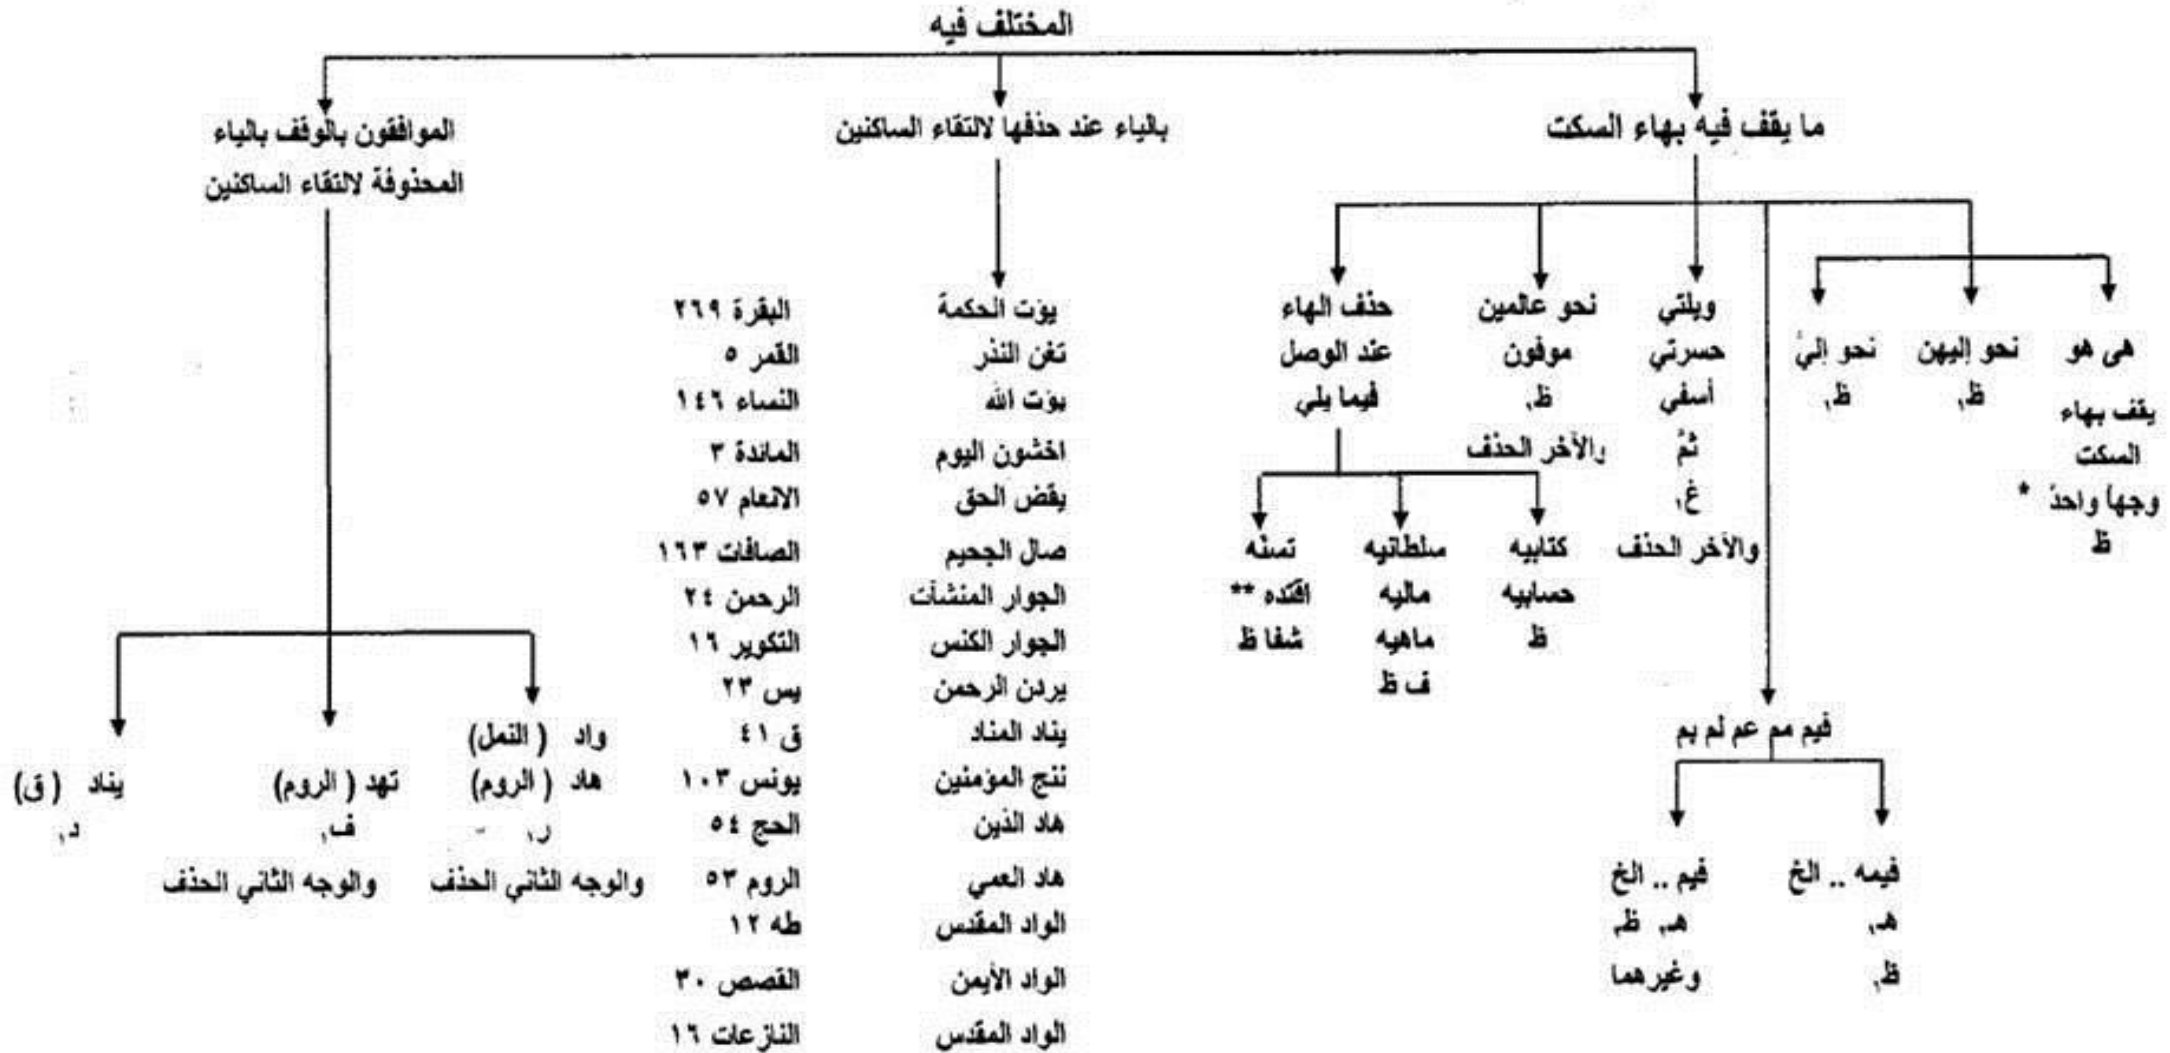 المختلف فيه
ما يقف فيه بهاء السكت
بالياء عند حذفها لالتقاء الساكنين
الموافقون بالوقف بالياء
المحذوفة لالتقاء الساكنين
هى هو
يقف بهاء
السكت
وجهاً واحد *
ظ
نحو إليهن
ظ,
نحو إليّ
ظ,
ويلتي
حسرتي
أسفي
ثمّ
غ,
والآخر الحذف
نحو عالمين
موفون
ظ,
والآخر الحذف
حذف الهاء
عند الوصل
فيما يلي
كتابيه
حسابيه
ظ
سلطانيه
ماليه
ماهيه
ف ظ
تسنّه
اقتده **
شفا ظ
فيم مم عم لم بم
فيمه .. الخ
هـ,
ظ,
فيم .. الخ
هـ, ظ,
وغيرهما
يؤت الحكمة البقرة ٢٦٩
تغن النذر القمر ٥
يؤت الله النساء ١٤٦
اخشون اليوم المائدة ٣
يقض الحق الانعام ٥٧
صال الجحيم الصافات ١٦٣
الجوار المنشآت الرحمن ٢٤
الجوار الكنس التكوير ١٦
يردن الرحمن يس ٢٣
يناد المناد ق ٤١
ننج المؤمنين يونس ١٠٣
هاد الذين الحج ٥٤
هاد العمي الروم ٥٣
الواد المقدس طه ١٢
الواد الأيمن القصص ٣٠
الواد المقدس النازعات ١٦
واد (النمل)
هاد (الروم)
ر,
والوجه الثاني الحذف
تهد (الروم)
ف,
والوجه الثاني الحذف
يناد (ق)
د,